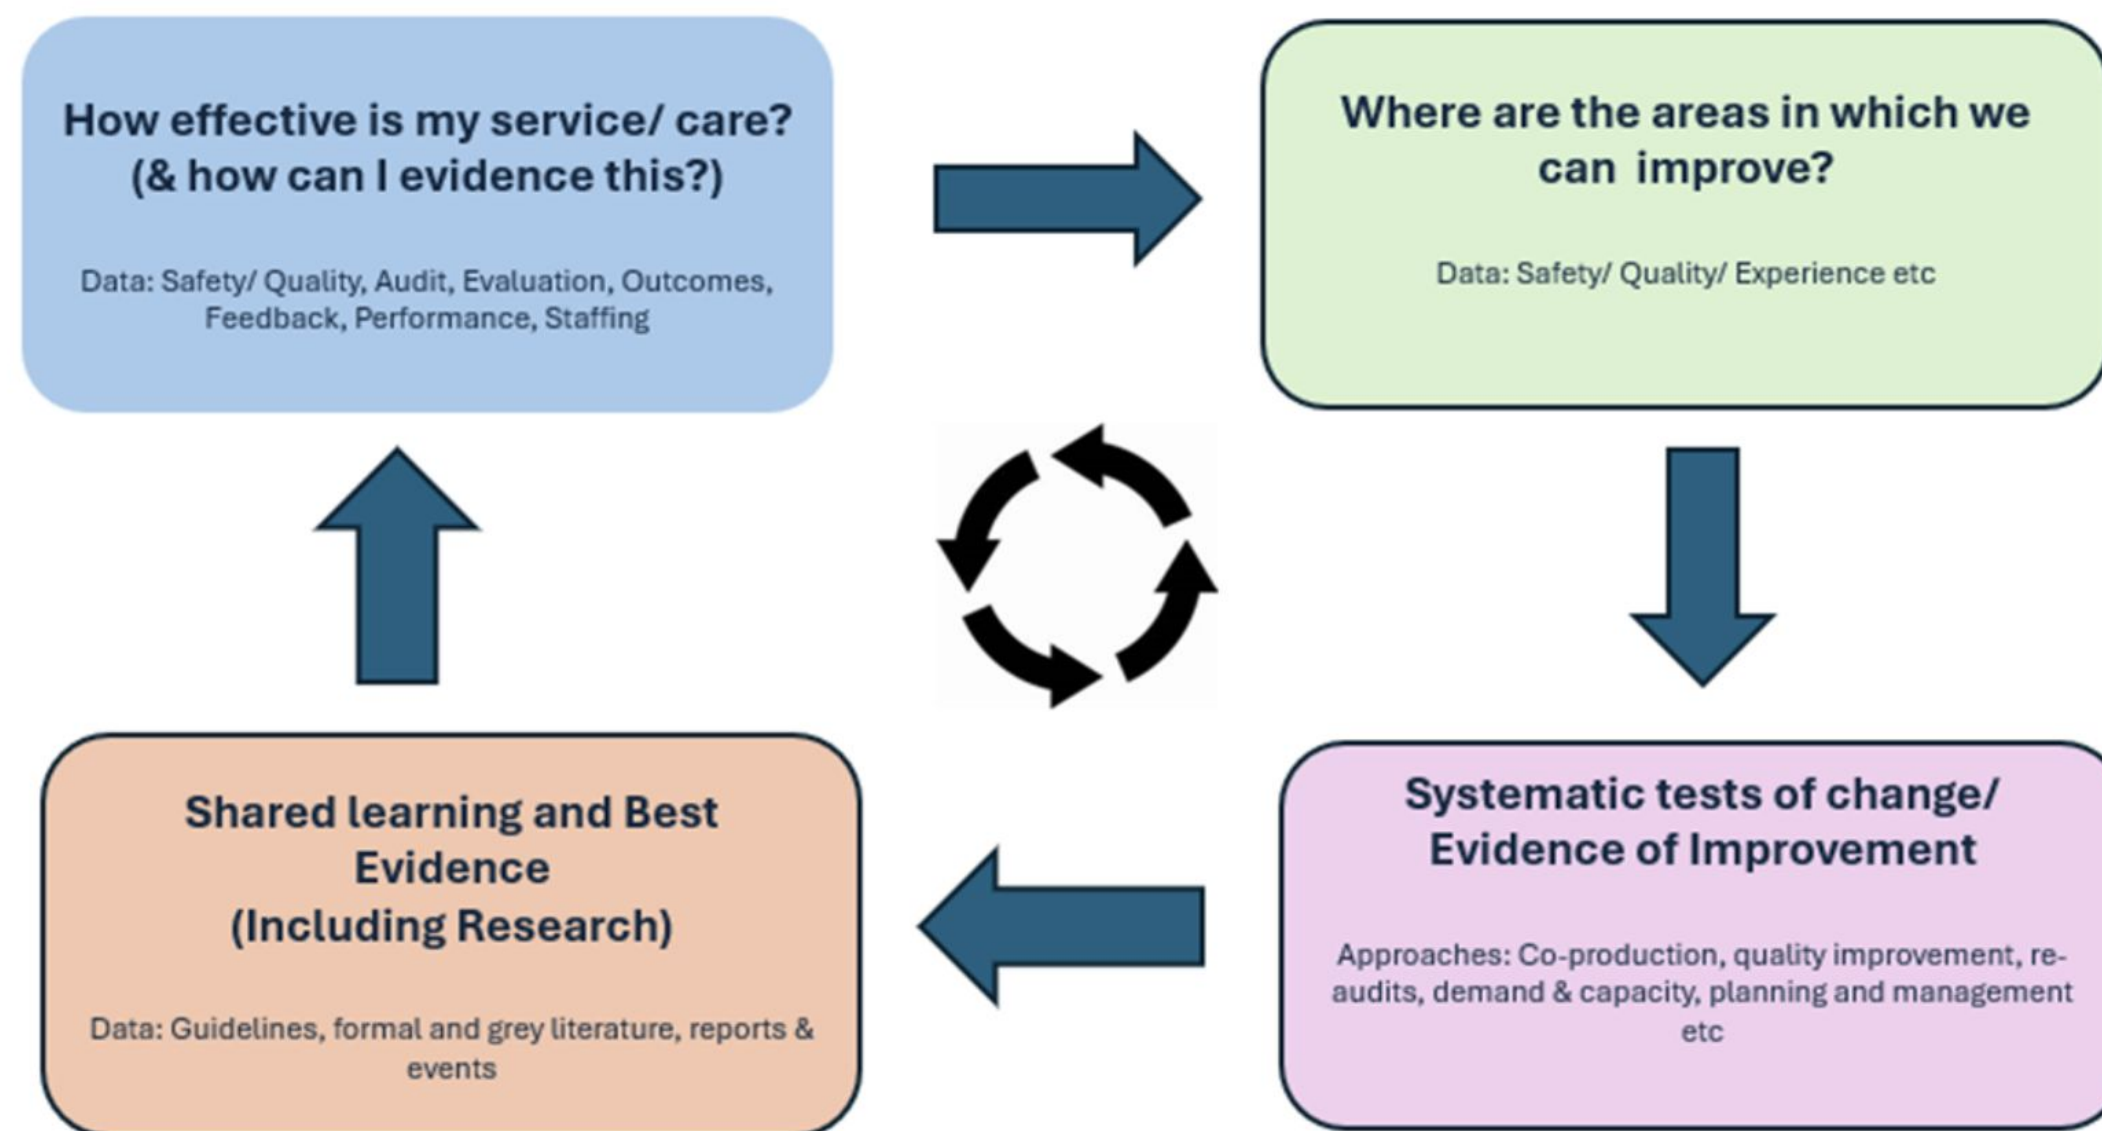 How effective is my service/ care?
(& how can I evidence this?)
Data: Safety/ Quality, Audit, Evaluation, Outcomes,
Feedback, Performance, Staffing
Where are the areas in which we
can  improve?
Data: Safety/ Quality/ Experience etc
Systematic tests of change/
Evidence of Improvement
Approaches: Co-production, quality improvement, re-
audits, demand & capacity, planning and management
etc
Shared learning and Best
Evidence
(Including Research)
Data: Guidelines, formal and grey literature, reports &
events